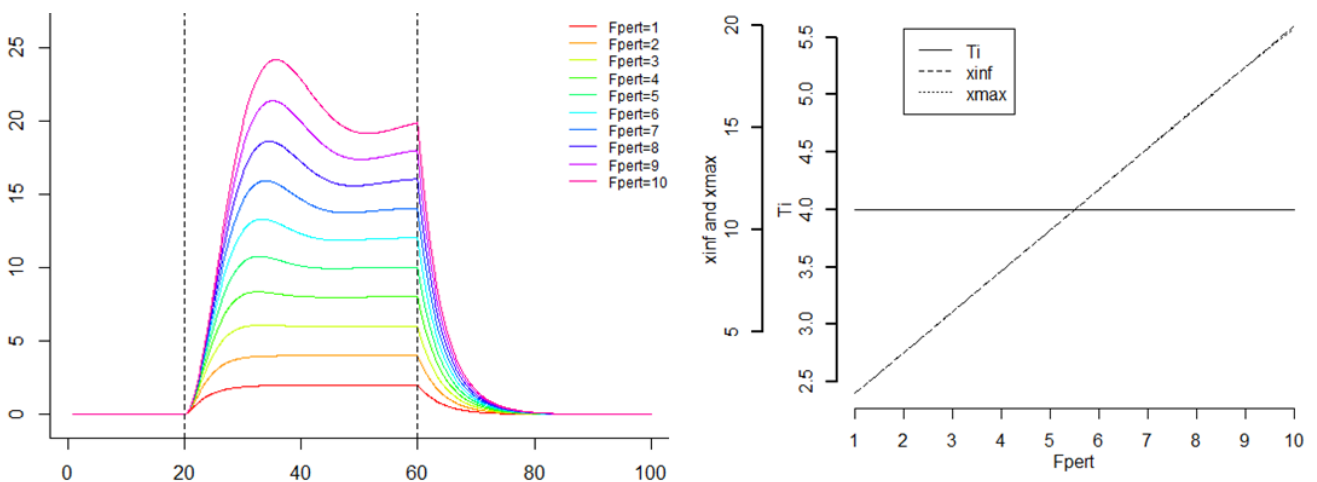 25
20
15
10
5
0
0
20
40
60
80
100
Fpert=1
Fpert=2
Fpert=3
Fpert=4
Fpert=5
Fpert=6
Fpert=7
Fpert=8
Fpert=9
Fpert=10
xinf and xmax
20
15
10
5
Ti
5.5
5.0
4.5
4.0
3.5
3.0
2.5
Ti
xinf
xmax
1
2
3
4
5
6
7
8
9
10
Fpert